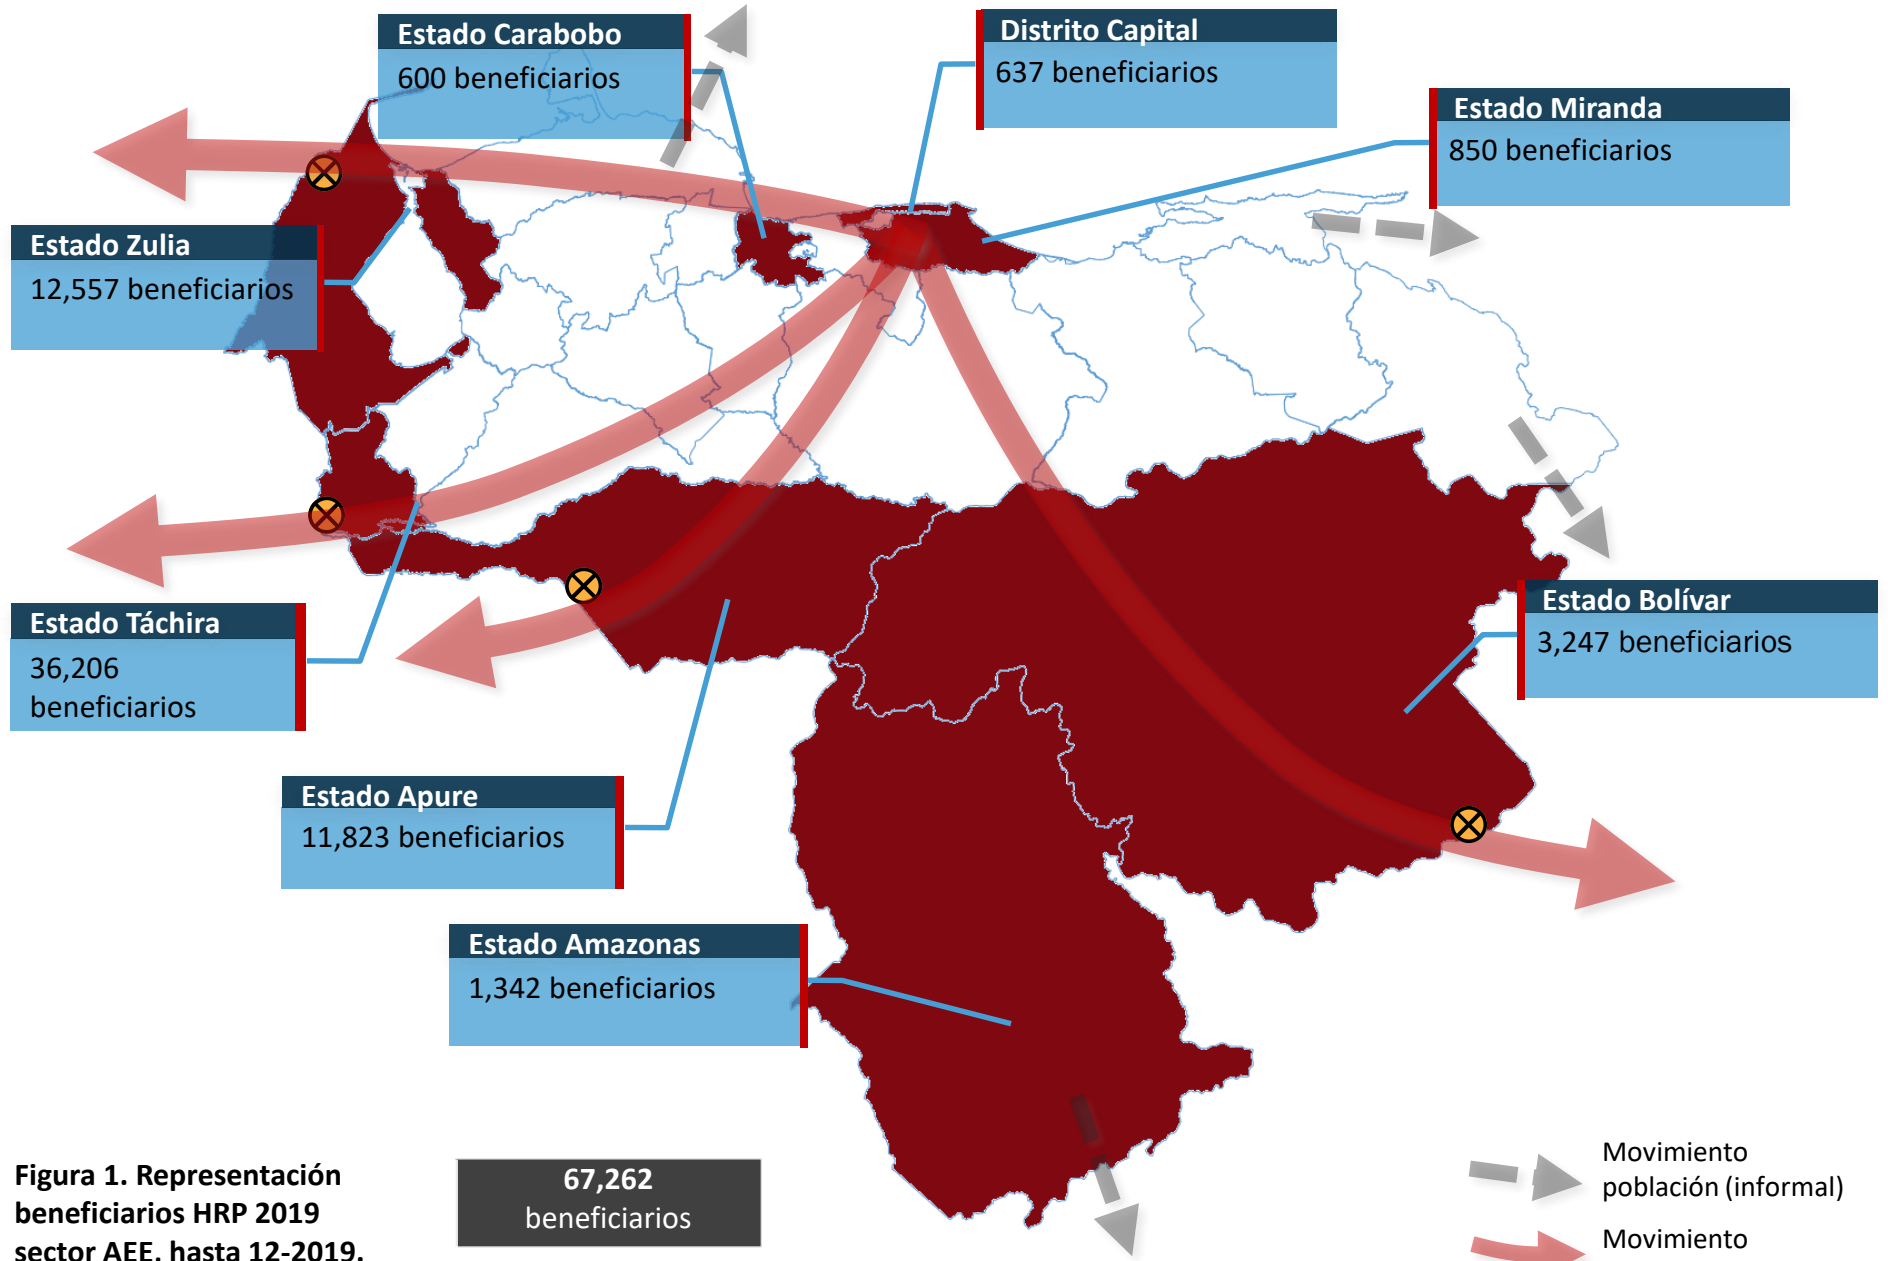 Estado Carabobo
600 beneficiarios
Distrito Capital
637 beneficiarios
Estado Miranda
850 beneficiarios
Estado Zulia
12,557 beneficiarios
Estado Táchira
36,206
beneficiarios
Estado Bolívar
3,247 beneficiarios
Estado Apure
11,823 beneficiarios
Estado Amazonas
1,342 beneficiarios
Figura 1. Representación
beneficiarios HRP 2019
sector AEE, hasta 12-2019.
67,262
beneficiarios
Movimiento
población (informal)
Movimiento